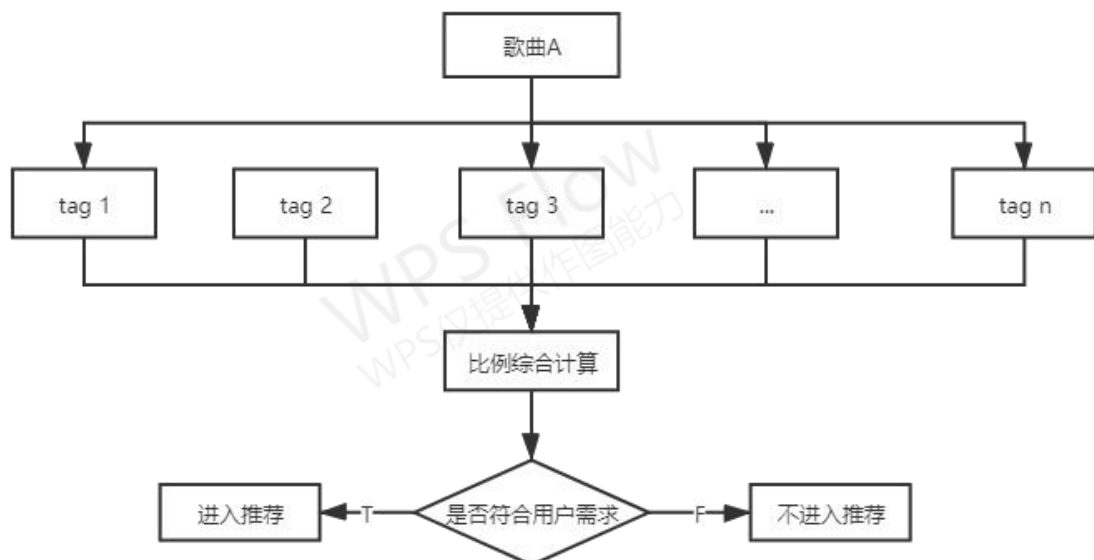 歌曲A
tag 1
tag 2
tag 3
...
tag n
WPS Flow
WPS仅提供作图能力
比例综合计算
进入推荐
T
是否符合用户需求
F
不进入推荐